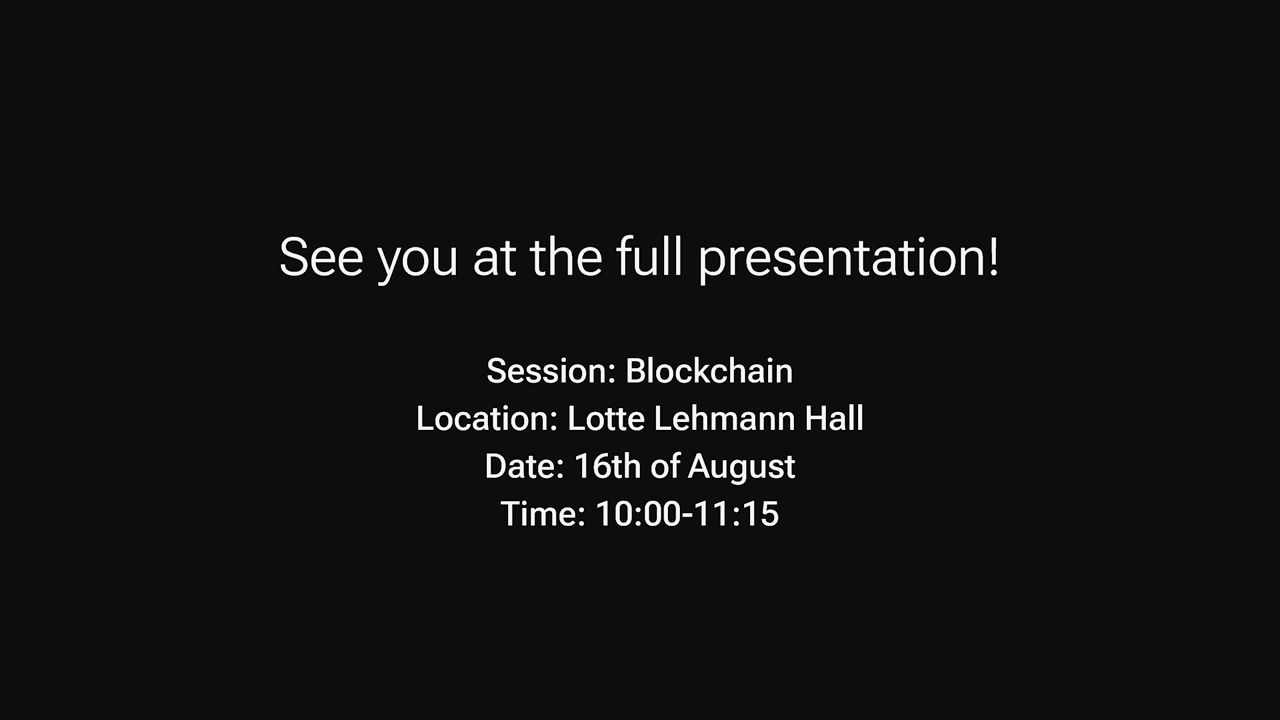 See you at the full presentation!
Session: Blockchain
Location: Lotte Lehmann Hall
Date: 16th of August
Time: 10:00-11:15